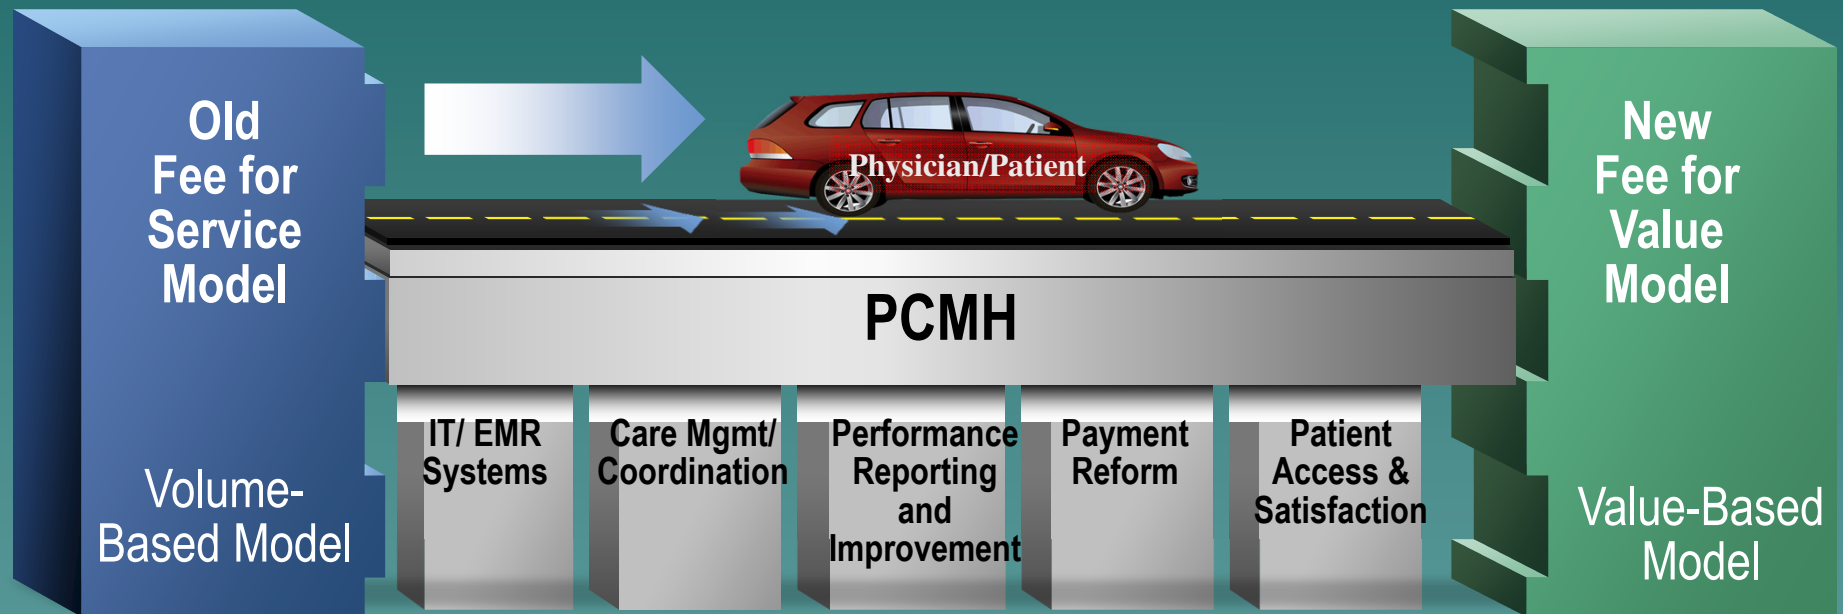 Old
Fee for
Service
Model
Volume-
Based Model
Physician/Patient
PCMH
IT/ EMR
Systems
Care Mgmt/
Coordination
Performance
Reporting
and
Improvement
Payment
Reform
Patient
Access &
Satisfaction
New
Fee for
Value
Model
Value-Based
Model